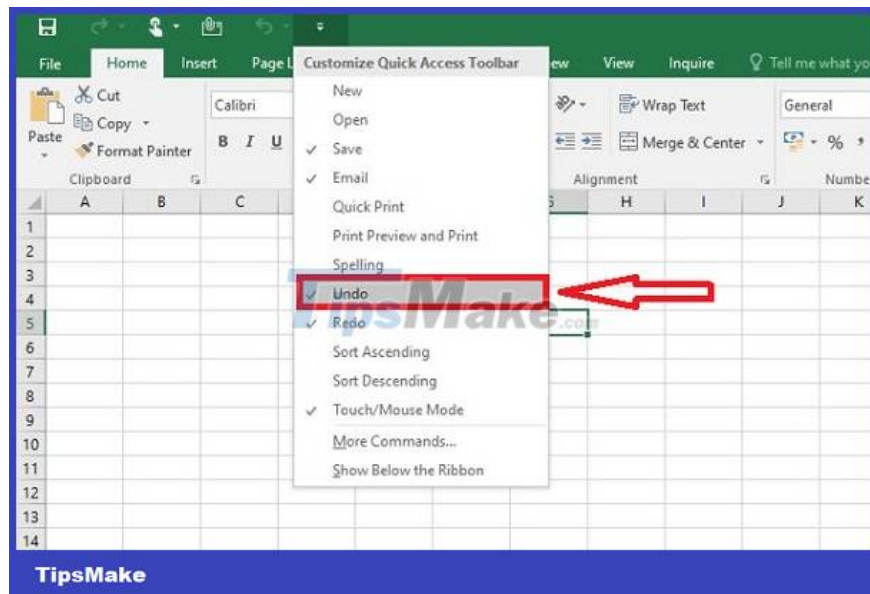 File Home Insert Page L ew View Inquire Tell me what yo
Customize Quick Access Toolbar
New
Open
Save
Email
Quick Print
Print Preview and Print
Spelling
Undo
Redo
Sort Ascending
Sort Descending
Touch/Mouse Mode
More Commands...
Show Below the Ribbon
Paste
Cut
Copy
Format Painter
Clipboard
Calibri
B I U
Wrap Text
Merge & Center
Alignment
General
% ,
Numbe
A B C G H I J K
1
2
3
4
5
6
7
8
9
10
11
12
13
14
TipsMake.com
TipsMake